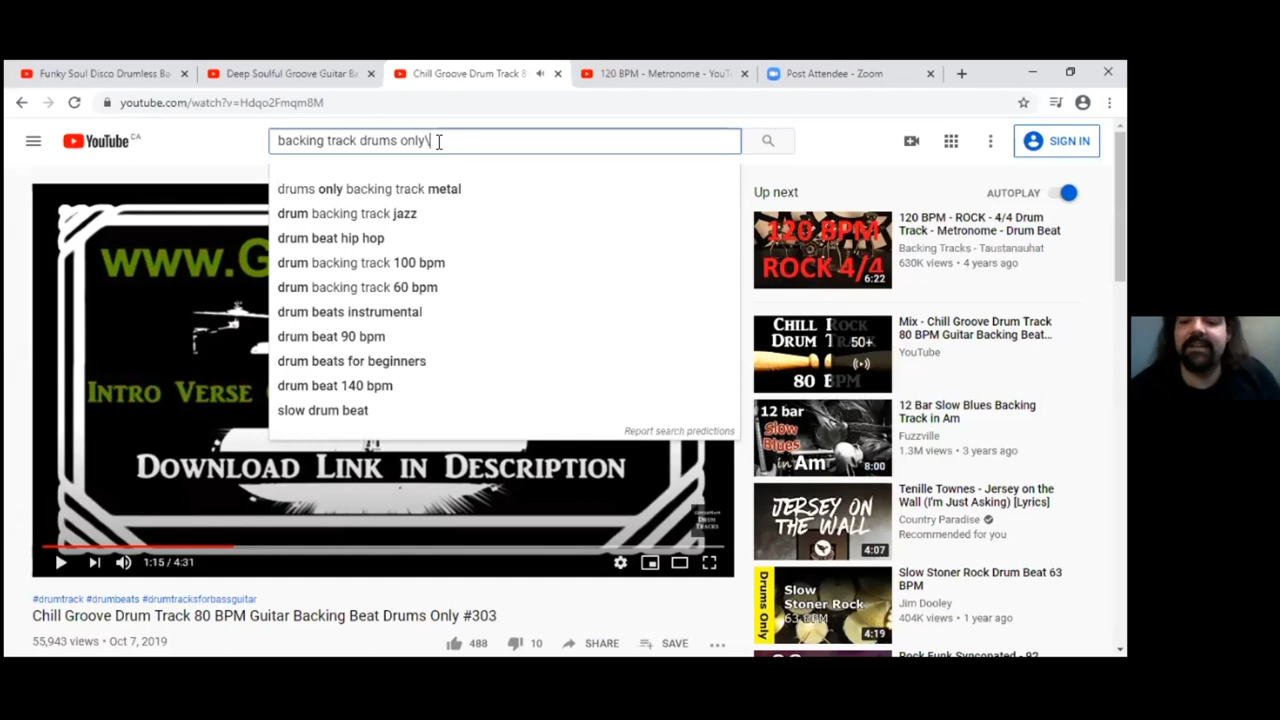 Funky Soul Disco Drumless Ba
Deep Soulful Groove Guitar Ba
Chill Groove Drum Track 8
120 BPM - Metronome - YouT
Post Attendee - Zoom
youtube.com/watch?v=Hdqo2Fmqm8M
YouTube CA
backing track drums only\
SIGN IN
drums only backing track metal
drum backing track jazz
drum beat hip hop
drum backing track 100 bpm
drum backing track 60 bpm
drum beats instrumental
drum beat 90 bpm
drum beats for beginners
drum beat 140 bpm
slow drum beat
Report search predictions
www.G
INTRO VERSE
DOWNLOAD LINK IN DESCRIPTION
1:15 / 4:31
#drumtrack #drumbeats #drumtracksforbassguitar
Chill Groove Drum Track 80 BPM Guitar Backing Beat Drums Only #303
55,943 views • Oct 7, 2019
488
10
SHARE
SAVE
Up next
AUTOPLAY
120 BPM
ROCK 4/4
6:22
120 BPM - ROCK - 4/4 Drum
Track - Metronome - Drum Beat
Backing Tracks - Taustanauhat
630K views • 4 years ago
CHILL ROCK
DRUM T
80 BPM
50+
Mix - Chill Groove Drum Track
80 BPM Guitar Backing Beat...
YouTube
12 bar
Slow
Blues
in Am
8:00
12 Bar Slow Blues Backing
Track in Am
Fuzzville
1.3M views • 3 years ago
JERSEY ON
THE WALL
4:07
Tenille Townes - Jersey on the
Wall (I'm Just Asking) [Lyrics]
Country Paradise
Recommended for you
Drums Only
Slow
Stoner Rock
63 BPM
4:19
Slow Stoner Rock Drum Beat 63
BPM
Jim Dooley
404K views • 1 year ago
Rock Funk Syncopated - 92